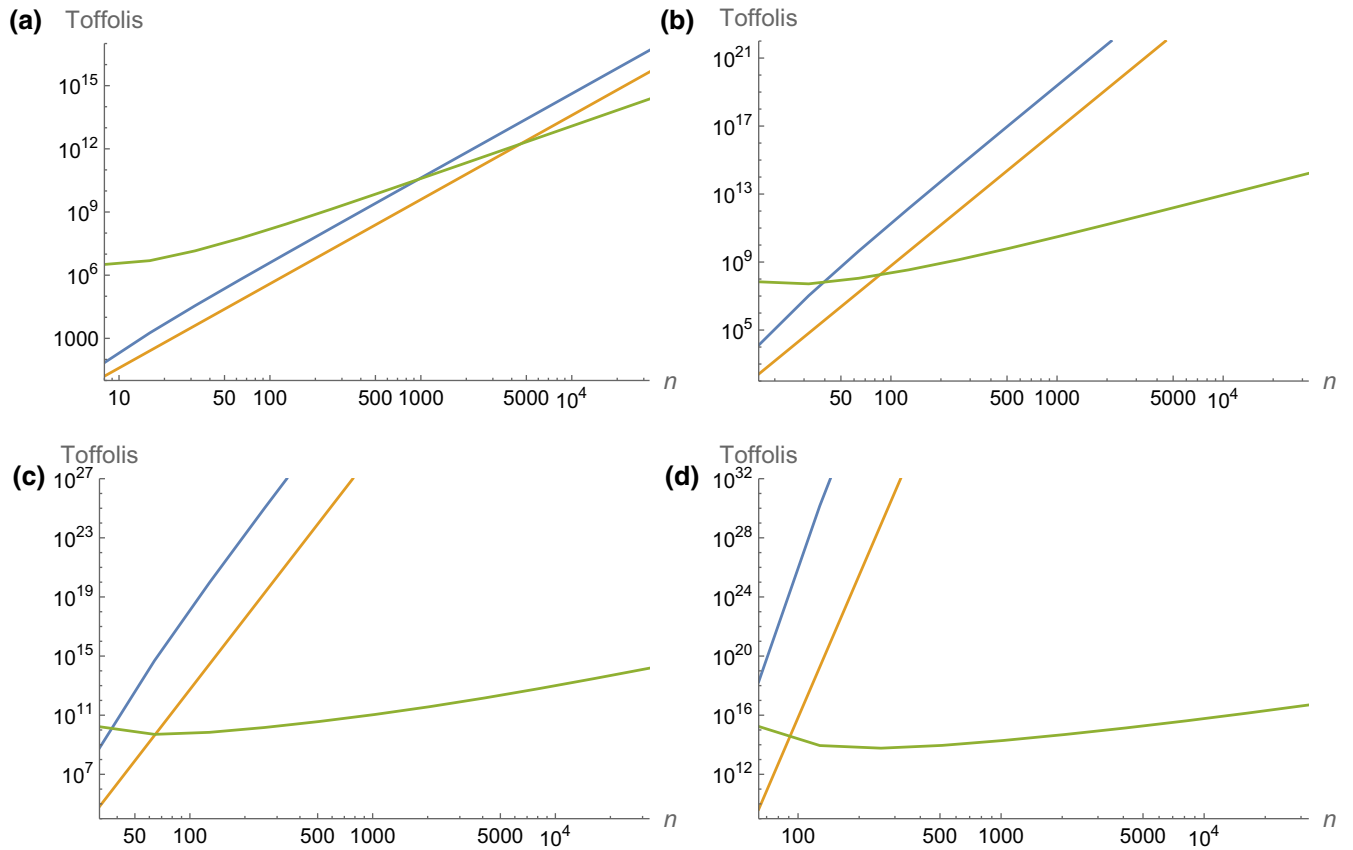 (a) Toffolis
10^15
10^12
10^9
10^6
1000
10 50 100 500 1000 5000 10^4 n
(b) Toffolis
10^21
10^17
10^13
10^9
10^5
50 100 500 1000 5000 10^4 n
(c) Toffolis
10^27
10^23
10^19
10^15
10^11
10^7
50 100 500 1000 5000 10^4 n
(d) Toffolis
10^32
10^28
10^24
10^20
10^16
10^12
100 500 1000 5000 10^4 n